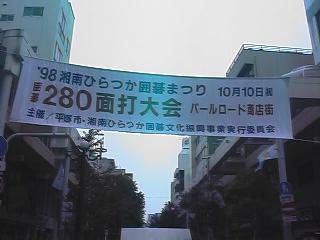 '98湘南ひらつか囲碁まつり 10月10日祝
囲碁280面打大会 パールロード商店街
主催／平塚市・湘南ひらつか囲碁文化振興事業実行委員会